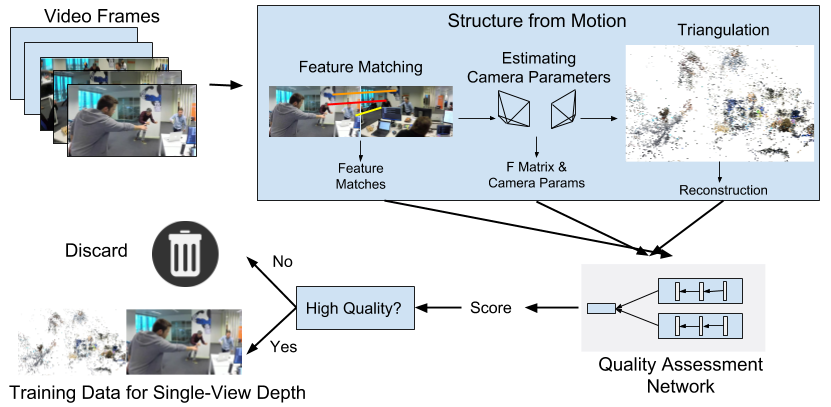 Video Frames
Structure from Motion
Triangulation
Feature Matching
Estimating
Camera Parameters
Feature
Matches
F Matrix &
Camera Params
Reconstruction
Discard
No
High Quality?
Score
Yes
Quality Assessment
Network
Training Data for Single-View Depth